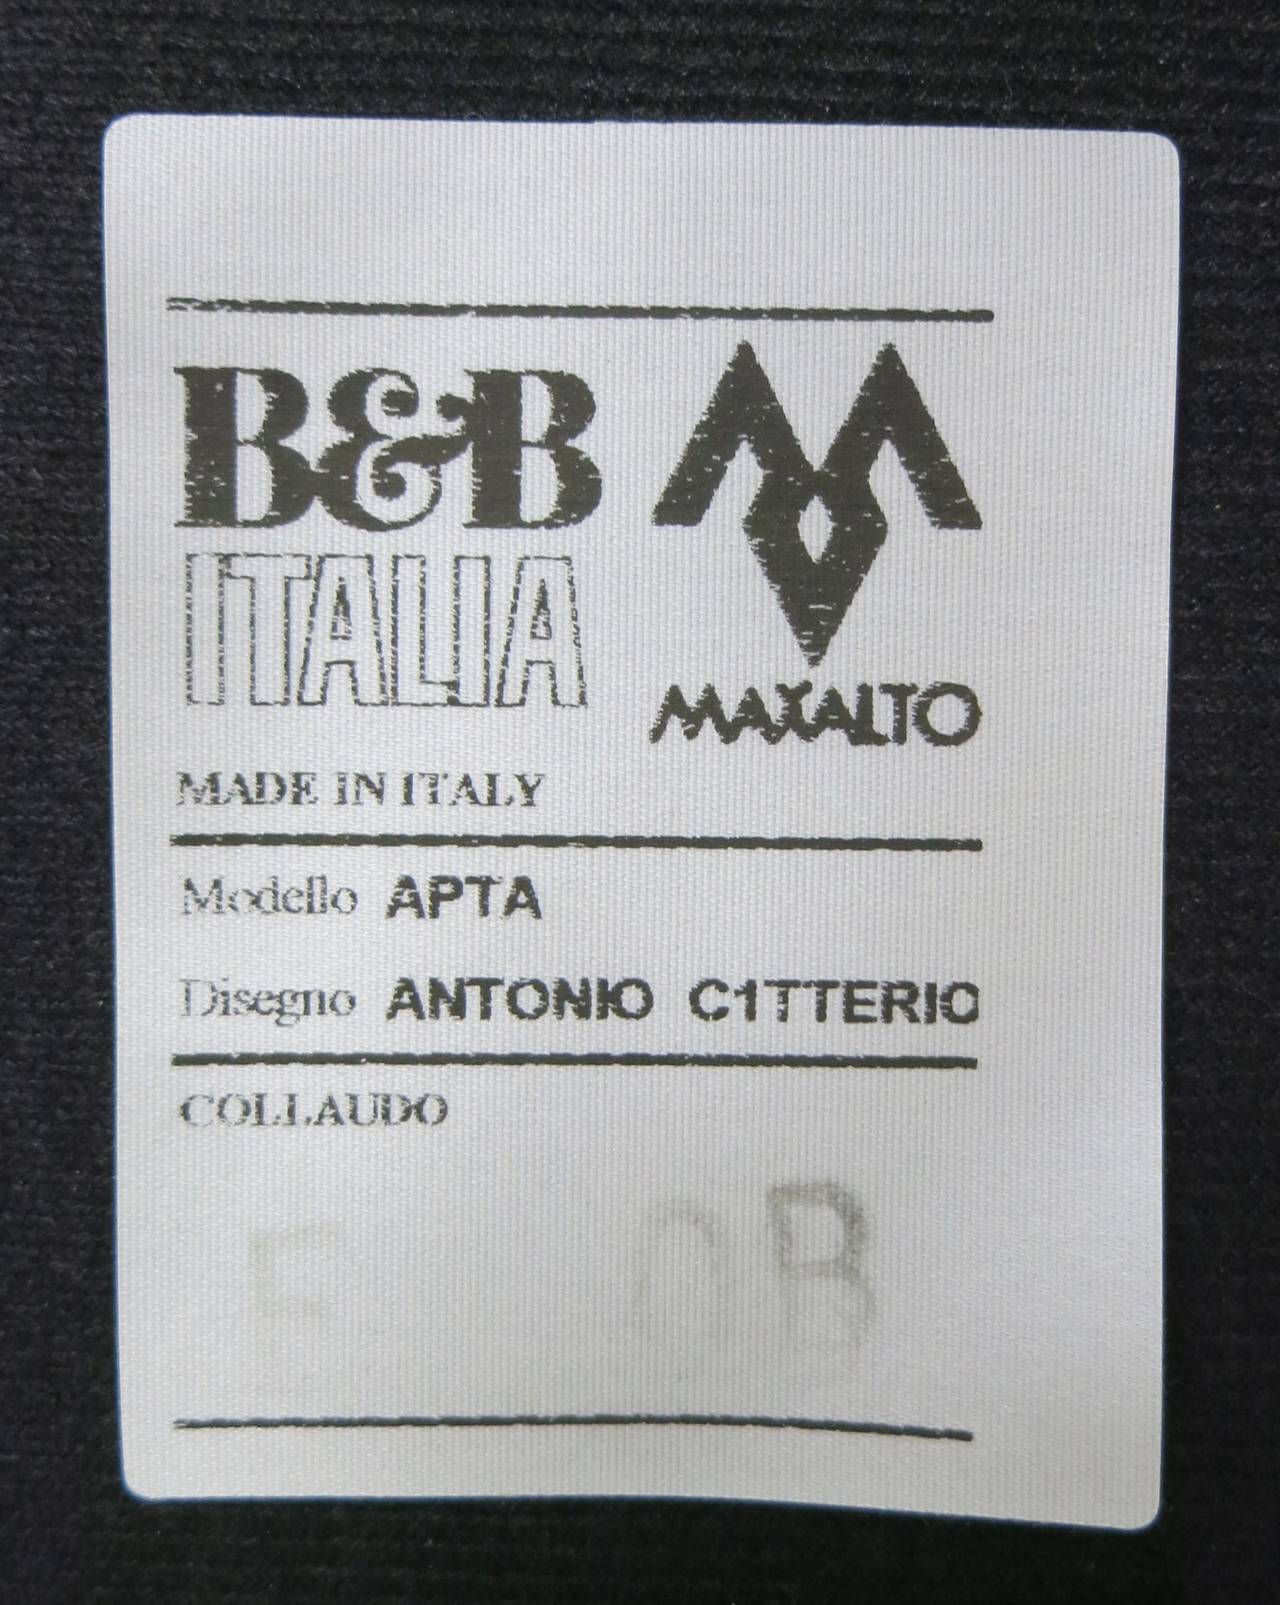 B&B
ITALIA
MAXALTO
MADE IN ITALY
Modello APTA
Disegno ANTONIO C1TTERIO
COLLAUDO